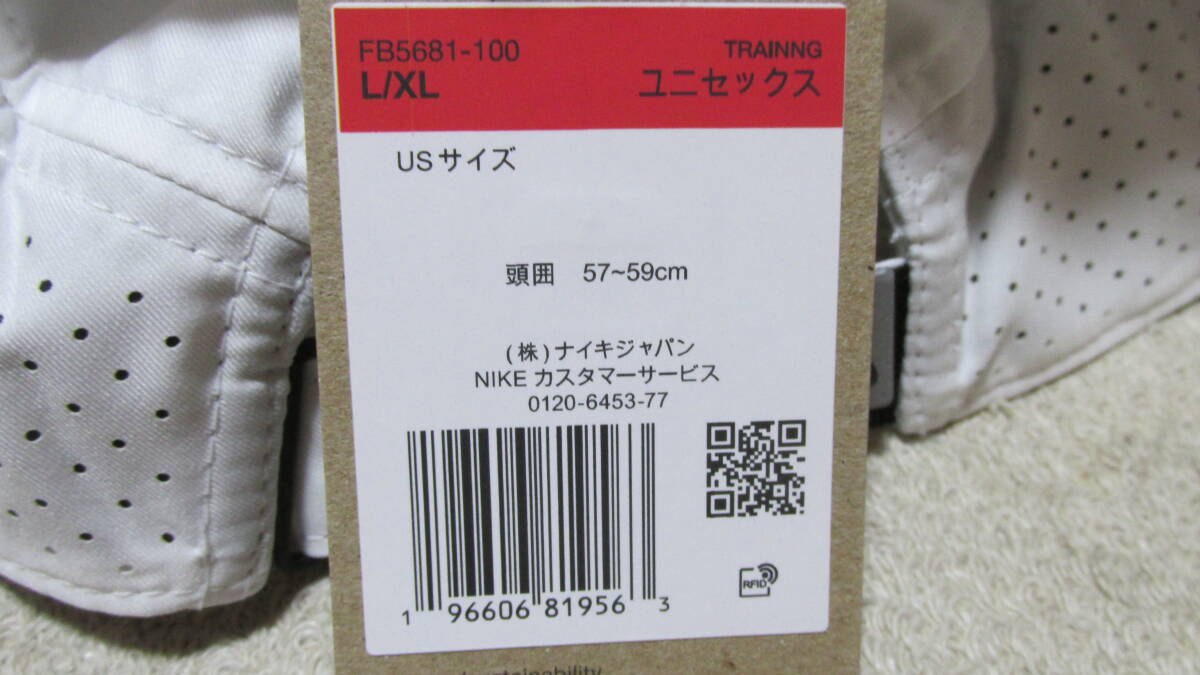 FB5681-100 TRAINNG
L/XL ユニセックス
US サイズ
頭囲 57~59cm
(株)ナイキジャパン
NIKE カスタマーサービス
0120-6453-77
1 96606 81956 3
RFID